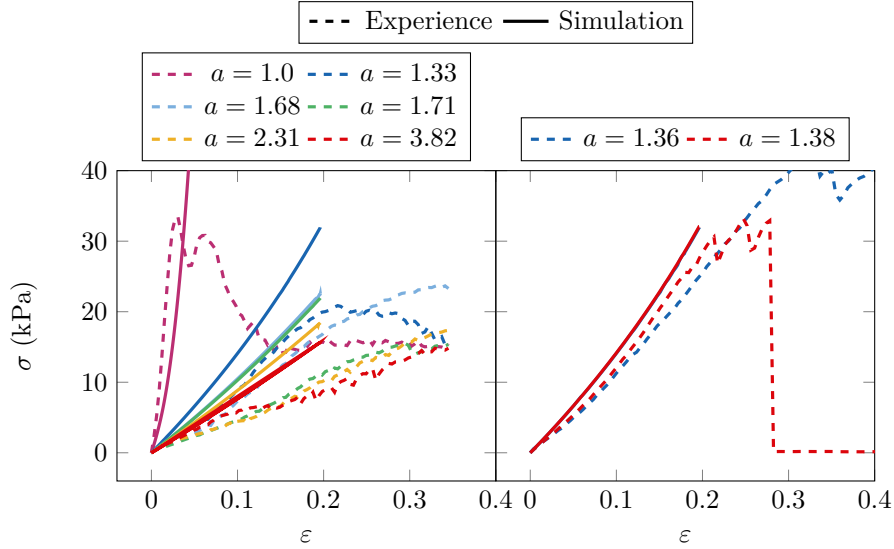 Experience Simulation
a = 1.0 a = 1.33
a = 1.68 a = 1.71
a = 2.31 a = 3.82
a = 1.36 a = 1.38
40
30
20
10
0
σ (kPa)
0 0.1 0.2 0.3 0.4
0 0.1 0.2 0.3 0.4
ε ε